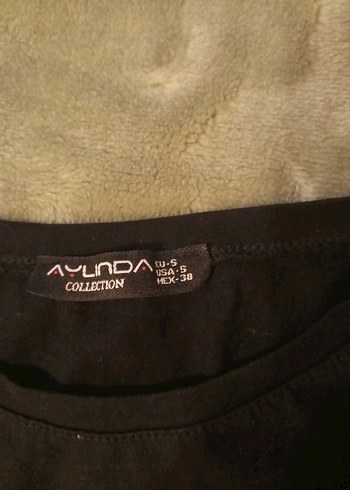 AYLINDA
COLLECTION
EU-S
USA-S
MEX-38